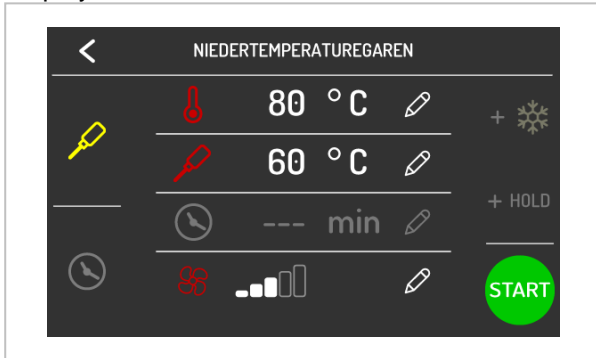 NIEDERTEMPERATUREGAREN
80 °C
60 °C
--- min
+
+ HOLD
START